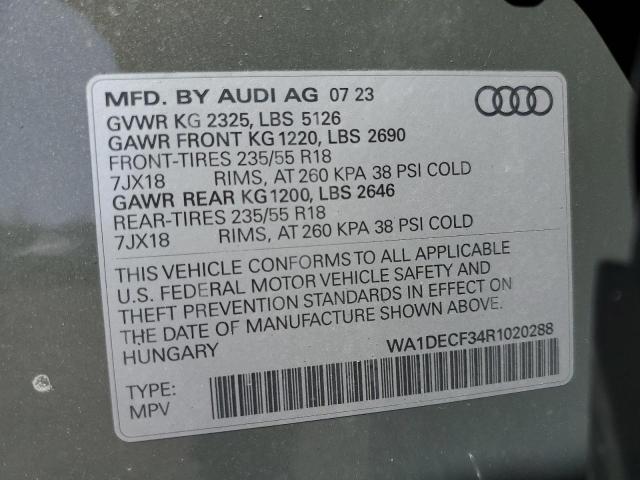 MFD. BY AUDI AG 07 23
GVWR KG 2325, LBS 5126
GAWR FRONT KG 1220, LBS 2690
FRONT-TIRES 235/55 R18
7JX18 RIMS, AT 260 KPA 38 PSI COLD
GAWR REAR KG1200, LBS 2646
REAR-TIRES 235/55 R18
7JX18 RIMS, AT 260 KPA 38 PSI COLD
THIS VEHICLE CONFORMS TO ALL APPLICABLE
U.S. FEDERAL MOTOR VEHICLE SAFETY AND
THEFT PREVENTION STANDARDS IN EFFECT ON
THE DATE OF MANUFACTURE SHOWN ABOVE.
HUNGARY WA1DECF34R1020288
TYPE:
MPV